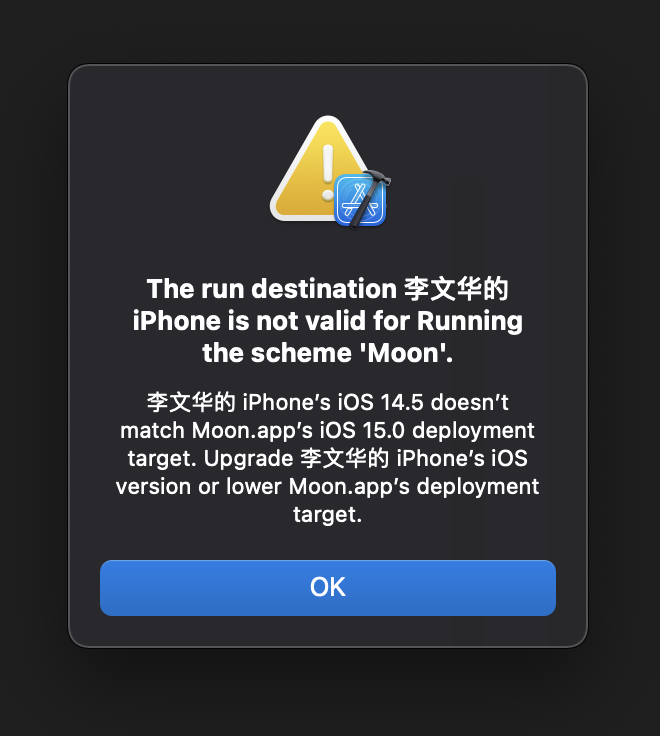 The run destination 李文华的
iPhone is not valid for Running
the scheme 'Moon'.
李文华的 iPhone’s iOS 14.5 doesn’t
match Moon.app’s iOS 15.0 deployment
target. Upgrade 李文华的 iPhone’s iOS
version or lower Moon.app’s deployment
target.
OK